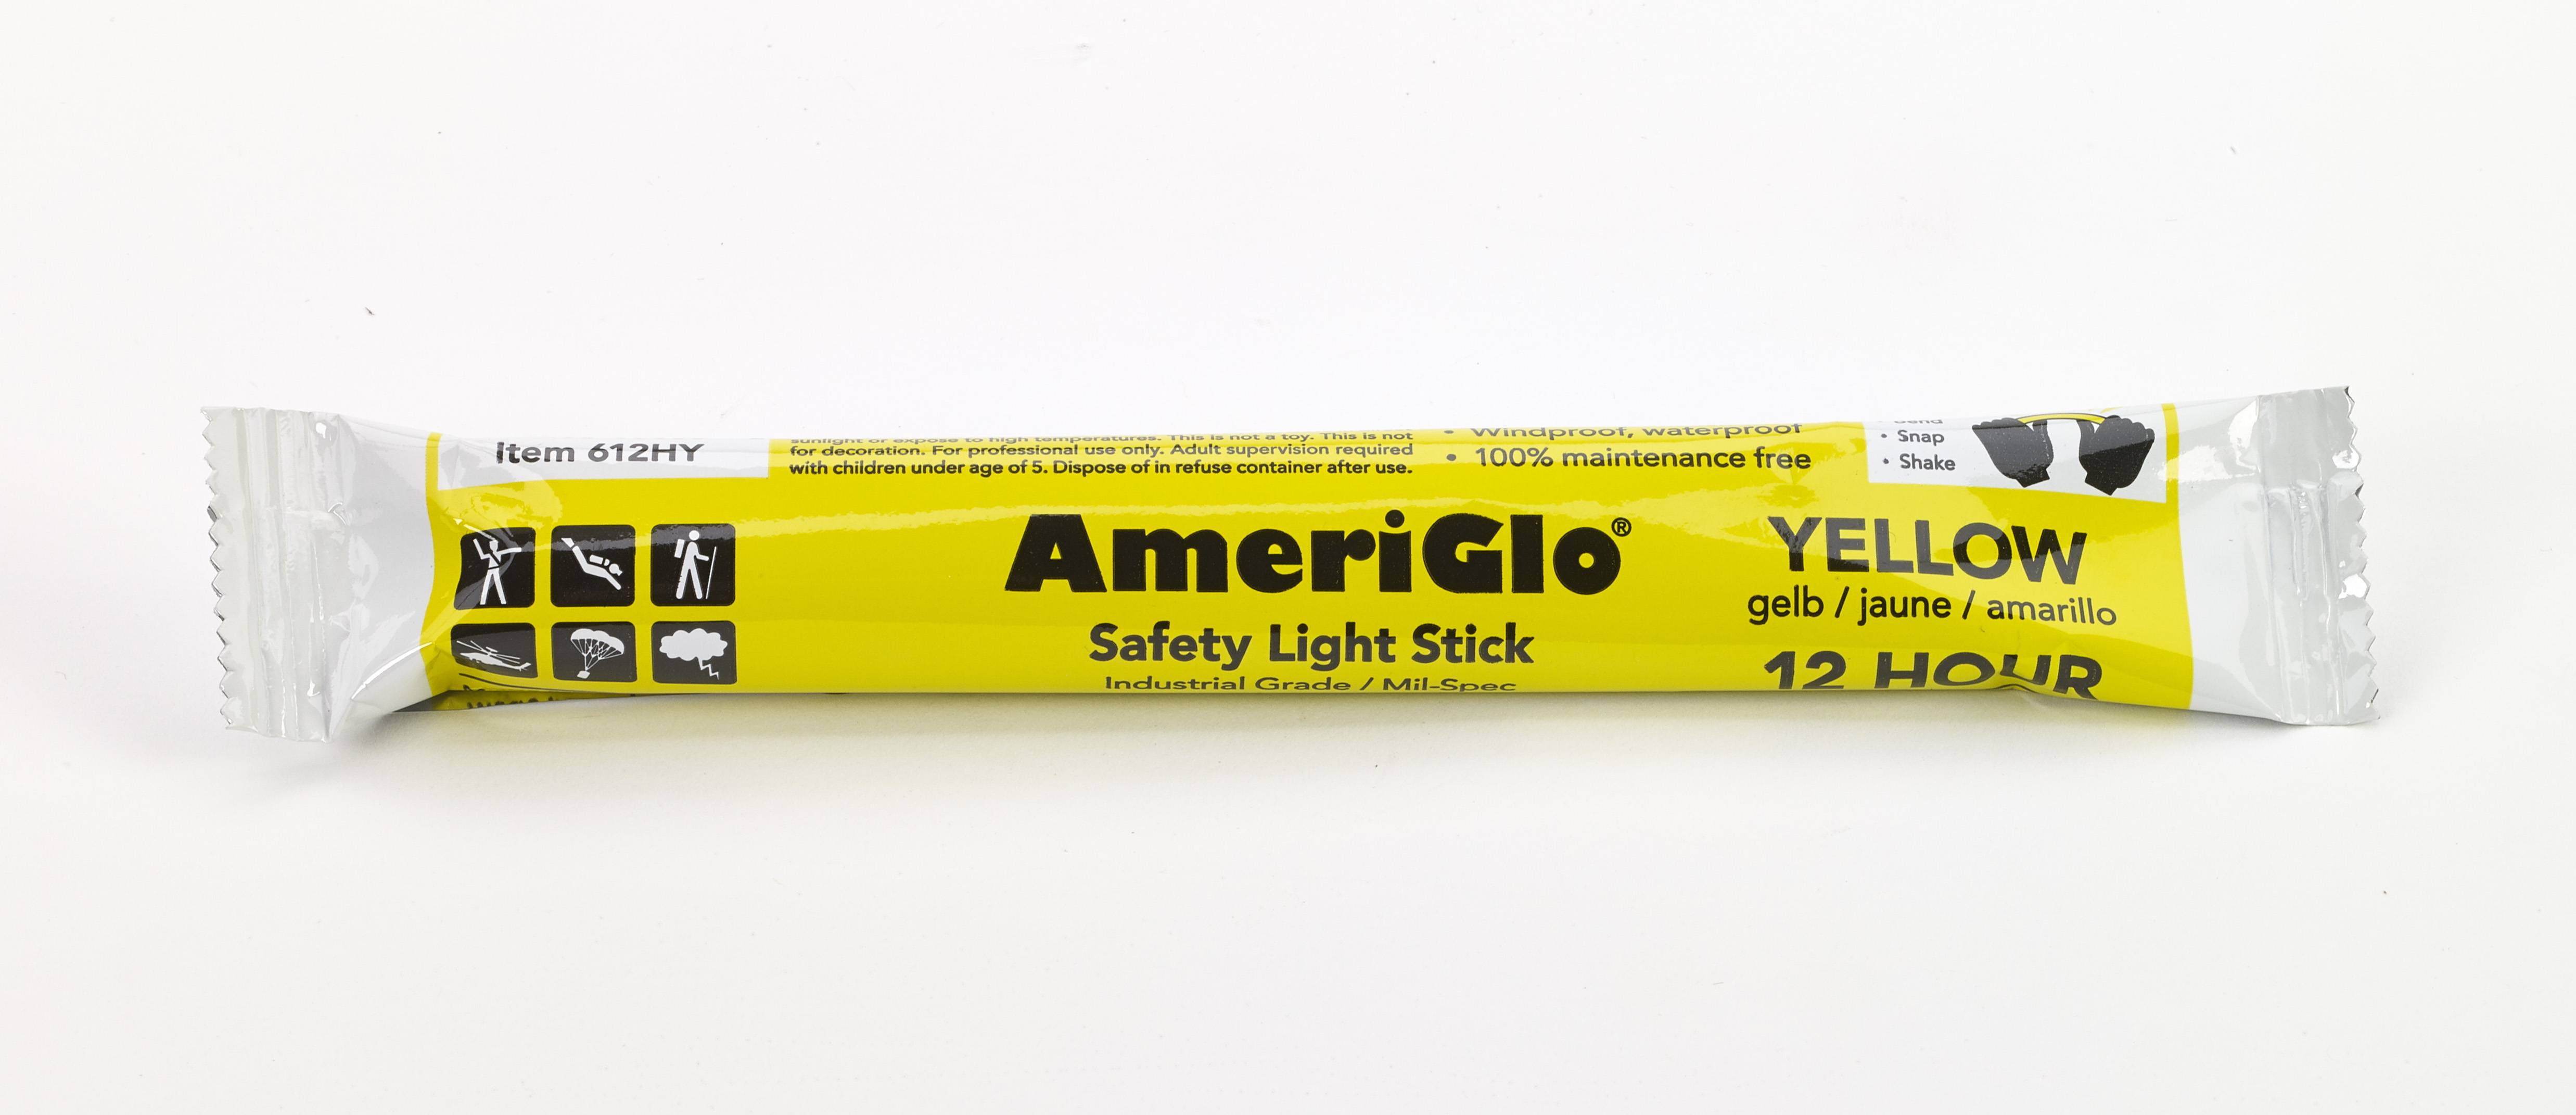 Item 612HY
sunlight or expose to high temperatures. This is not a toy. This is not
for decoration. For professional use only. Adult supervision required
with children under age of 5. Dispose of in refuse container after use.
• Windproof, waterproof
• 100% maintenance free
• Bend
• Snap
• Shake
AmeriGlo®
Safety Light Stick
Industrial Grade / Mil-Spec
YELLOW
gelb / jaune / amarillo
12 HOUR